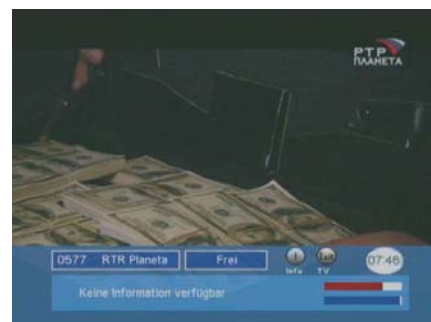 РТР
ПЛАНЕТА
0577 RTR Planeta
Frei
Info
TV
07:46
Keine Information verfügbar